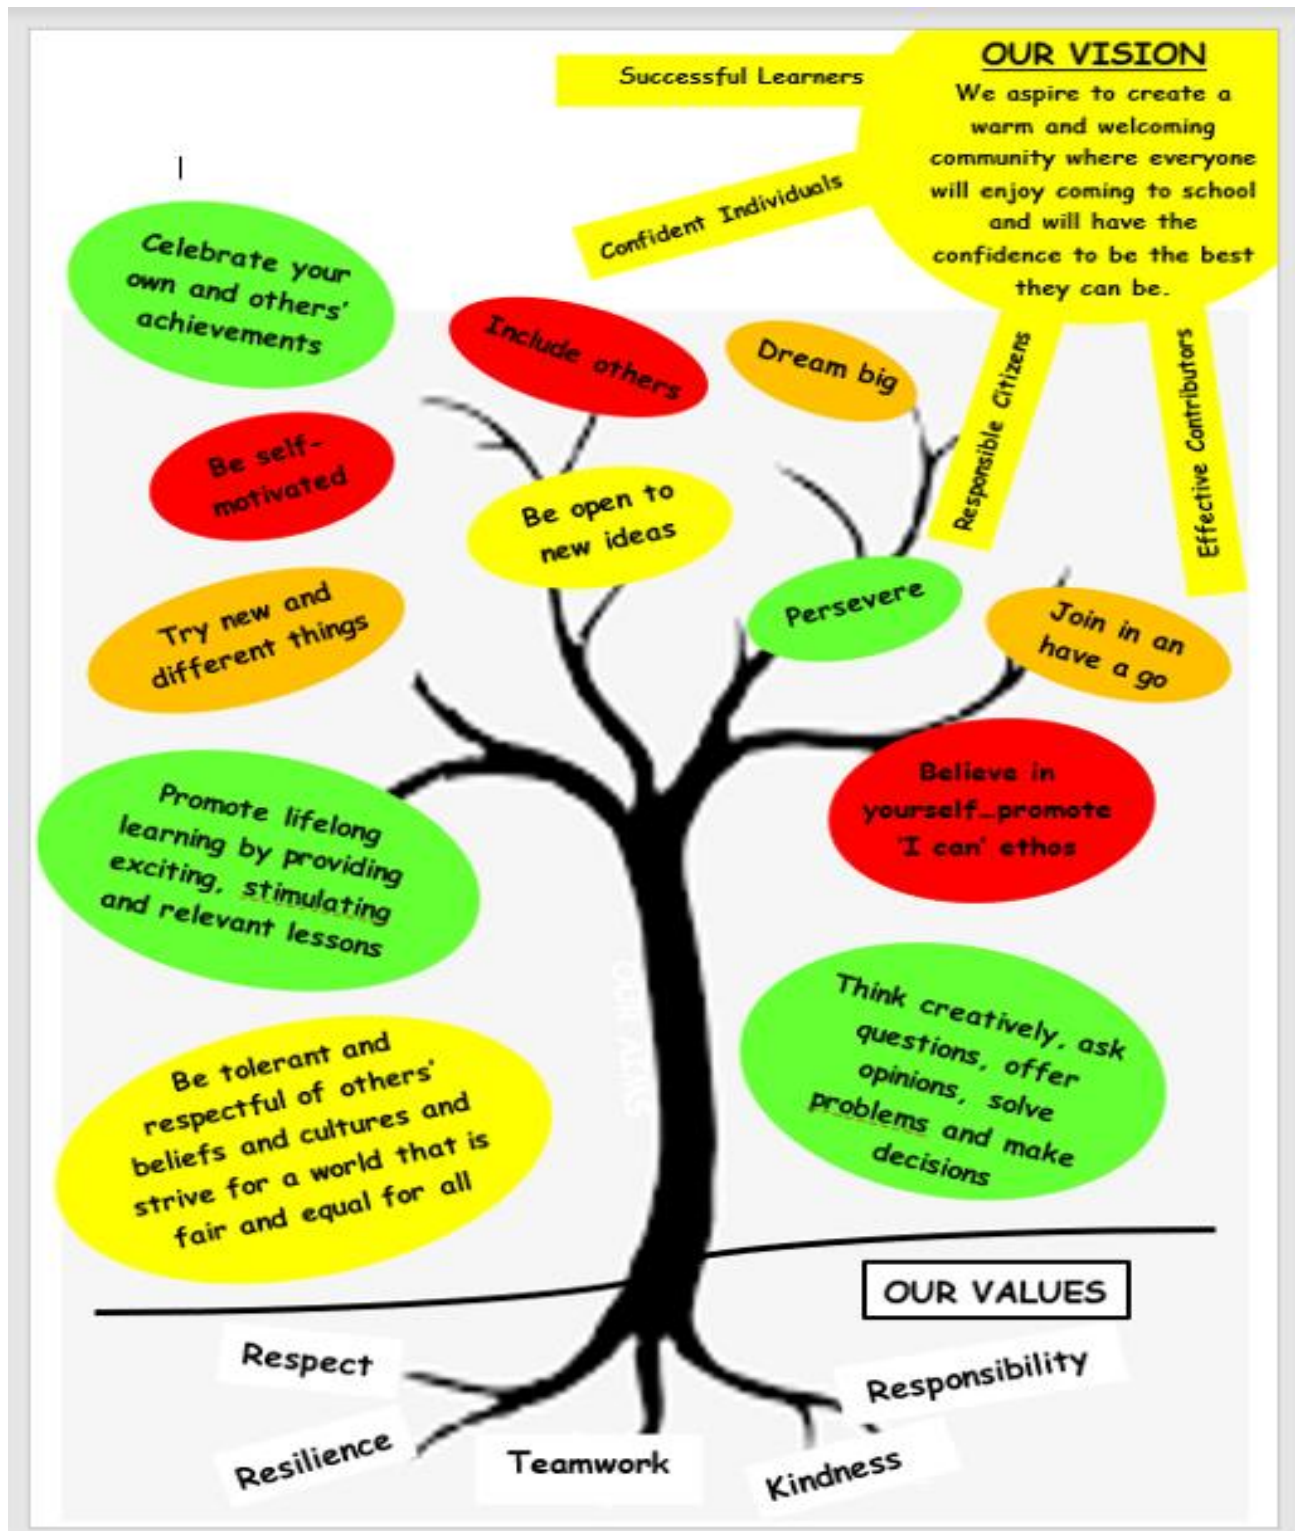 OUR VISION
We aspire to create a
warm and welcoming
community where everyone
will enjoy coming to school
and will have the
confidence to be the best
they can be.
Successful Learners
Confident Individuals
Responsible Citizens
Effective Contributors
Celebrate your
own and others'
achievements
Include others
Dream big
Be self-
motivated
Be open to
new ideas
Try new and
different things
Persevere
Join in an
have a go
Promote lifelong
learning by providing
exciting, stimulating
and relevant lessons
Believe in
yourself…promote
'I can' ethos
OUR AIMS
Think creatively, ask
questions, offer
opinions, solve
problems and make
decisions
Be tolerant and
respectful of others'
beliefs and cultures and
strive for a world that is
fair and equal for all
OUR VALUES
Respect
Responsibility
Resilience
Teamwork
Kindness